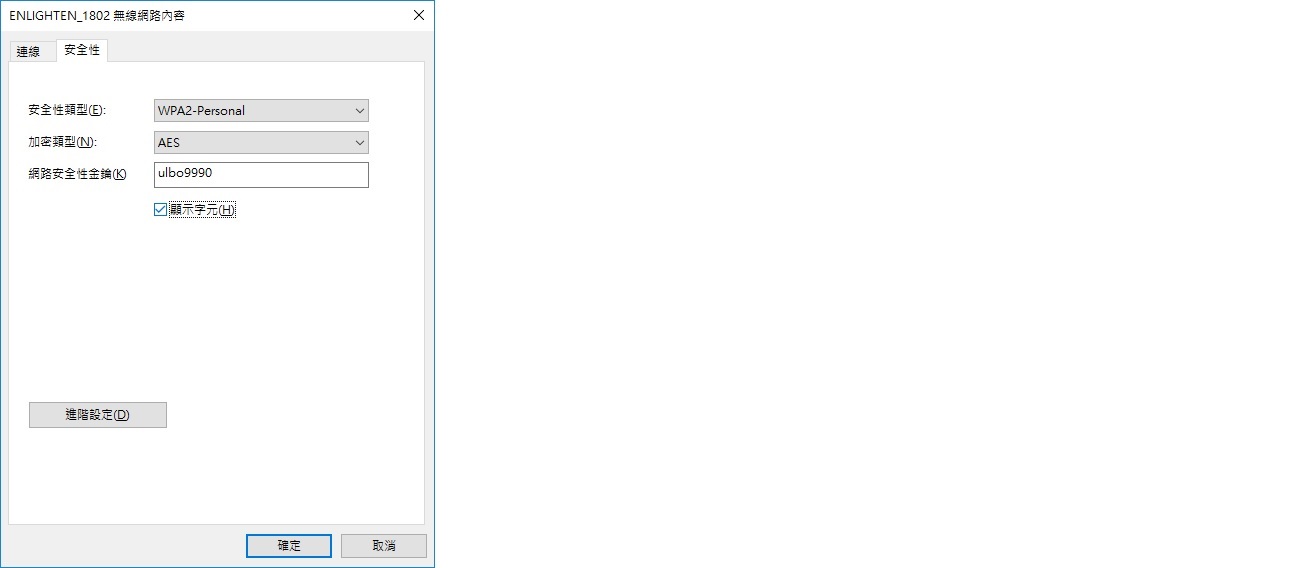 ENLIGHTEN_1802 無線網路內容
連線 安全性
安全性類型(E): WPA2-Personal
加密類型(N): AES
網路安全性金鑰(K) ulbo9990
顯示字元(H)
進階設定(D)
確定 取消